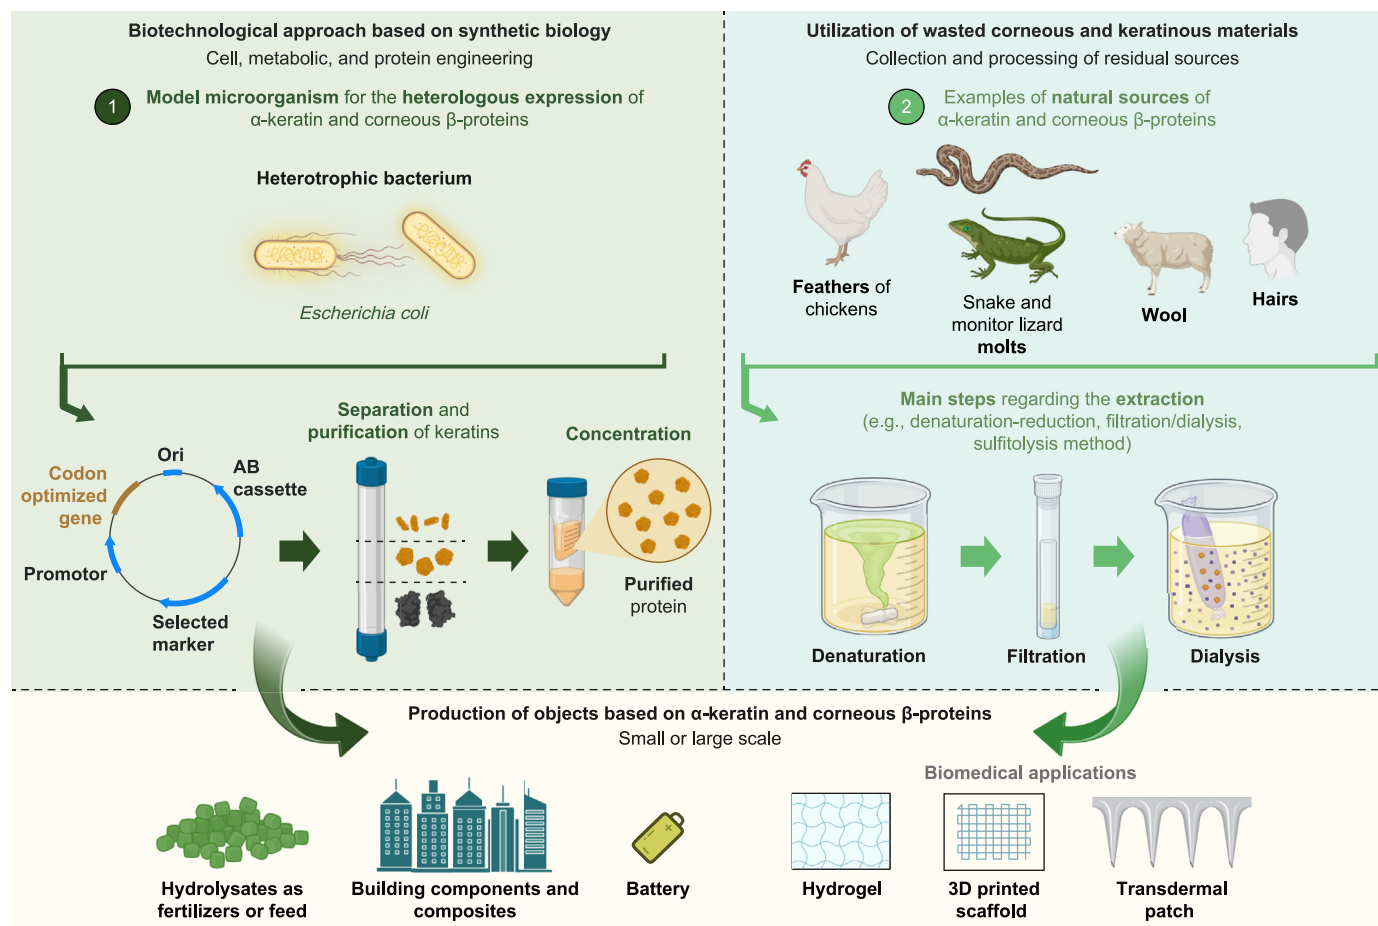 Biotechnological approach based on synthetic biology
Cell, metabolic, and protein engineering
1
Model microorganism for the heterologous expression of
α-keratin and corneous β-proteins
Heterotrophic bacterium
Escherichia coli
Separation and
purification of keratins
Concentration
Ori
AB
cassette
Codon
optimized
gene
Promotor
Selected
marker
Purified
protein
Utilization of wasted corneous and keratinous materials
Collection and processing of residual sources
2
Examples of natural sources of
α-keratin and corneous β-proteins
Feathers of
chickens
Snake and
monitor lizard
molts
Wool
Hairs
Main steps regarding the extraction
(e.g., denaturation-reduction, filtration/dialysis,
sulfitolysis method)
Denaturation
Filtration
Dialysis
Production of objects based on α-keratin and corneous β-proteins
Small or large scale
Biomedical applications
Hydrolysates as
fertilizers or feed
Building components and
composites
Battery
Hydrogel
3D printed
scaffold
Transdermal
patch